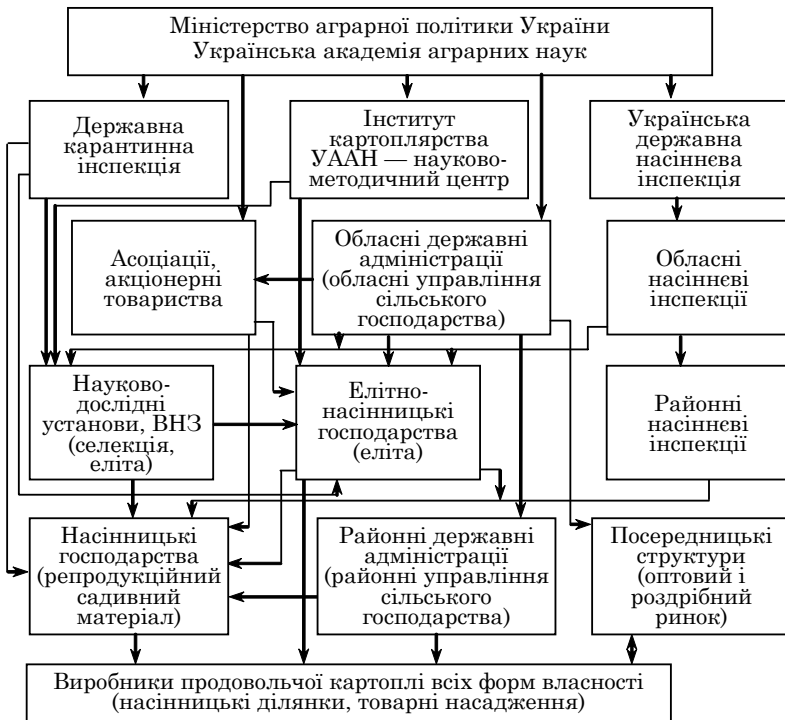 Міністерство аграрної політики України
Українська академія аграрних наук
Державна
карантинна
інспекція
Інститут
картоплярства
УААН — науково-
методичний центр
Українська
державна
насіннєва
інспекція
Асоціації,
акціонерні
товариства
Обласні державні
адміністрації
(обласні управління
сільського
господарства)
Обласні
насіннєві
інспекції
Науково-
дослідні
установи, ВНЗ
(селекція,
еліта)
Елітно-
насінницькі
господарства
(еліта)
Районні
насіннєві
інспекції
Насінницькі
господарства
(репродукційний
садивний
матеріал)
Районні державні
адміністрації
(районні управління
сільського
господарства)
Посередницькі
структури
(оптовий і
роздрібний
ринок)
Виробники продовольчої картоплі всіх форм власності
(насінницькі ділянки, товарні насадження)